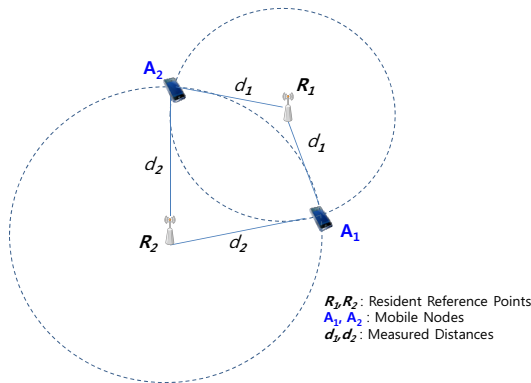 A2
d1
R1
d2
d1
R2
d2
A1
R1,R2 : Resident Reference Points
A1, A2 : Mobile Nodes
d1,d2 : Measured Distances